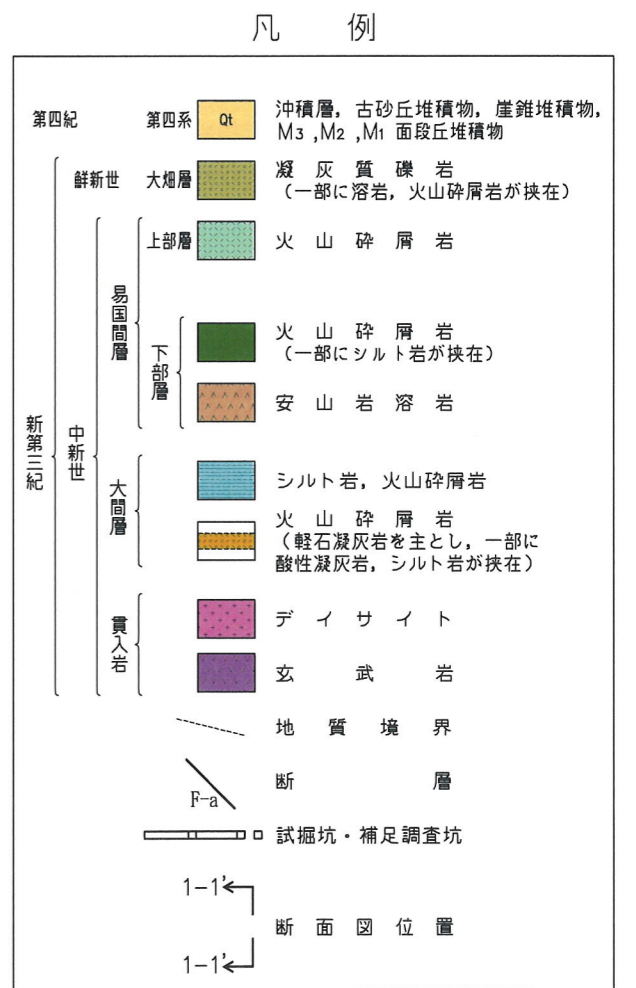 凡例
第四紀 第四系 Qt 沖積層，古砂丘堆積物，崖錐堆積物，
M3 ,M2 ,M1 面段丘堆積物
鮮新世 大畑層 凝灰質礫岩
（一部に溶岩，火山砕屑岩が挟在）
上部層 火山砕屑岩
易国間層
下部層
火山砕屑岩
（一部にシルト岩が挟在）
安山岩溶岩
新第三紀
中新世
大間層
シルト岩，火山砕屑岩
火山砕屑岩
（軽石凝灰岩を主とし，一部に
酸性凝灰岩，シルト岩が挟在）
貫入岩
デイサイト
玄武岩
地質境界
F-a 断層
試掘坑・補足調査坑
1-1'
断面図位置
1-1'